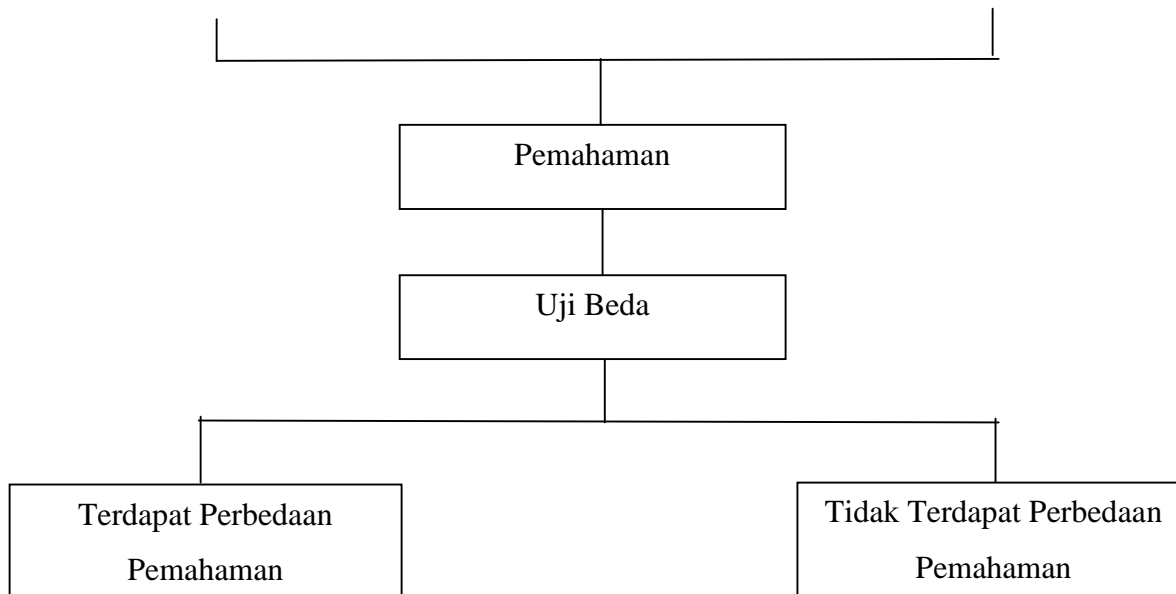 Pemahaman
Uji Beda
Terdapat Perbedaan
Pemahaman
Tidak Terdapat Perbedaan
Pemahaman